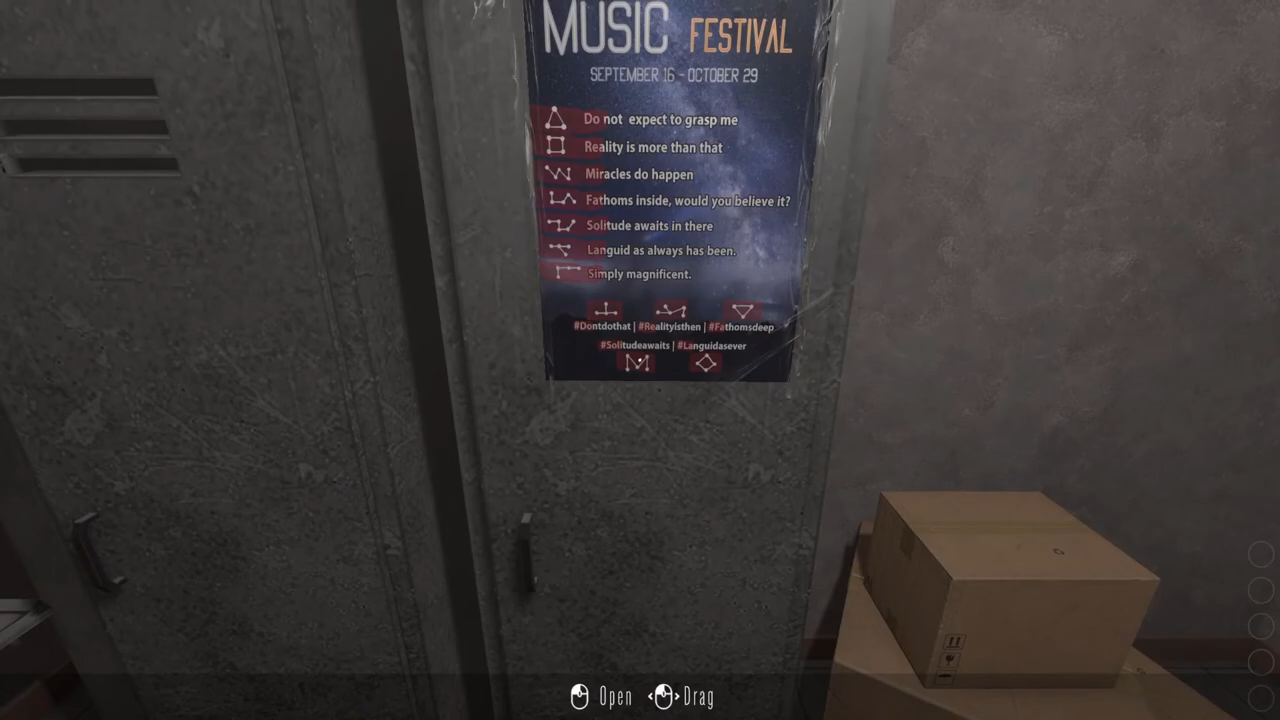 MUSIC FESTIVAL
SEPTEMBER 16 - OCTOBER 29
Do not expect to grasp me
Reality is more than that
Miracles do happen
Fathoms inside, would you believe it?
Solitude awaits in there
Languid as always has been.
Simply magnificent.
#Dontdothat | #Realityisthen | #Fathomsdeep
#Solitudeawaits | #Languidasever
Open Drag